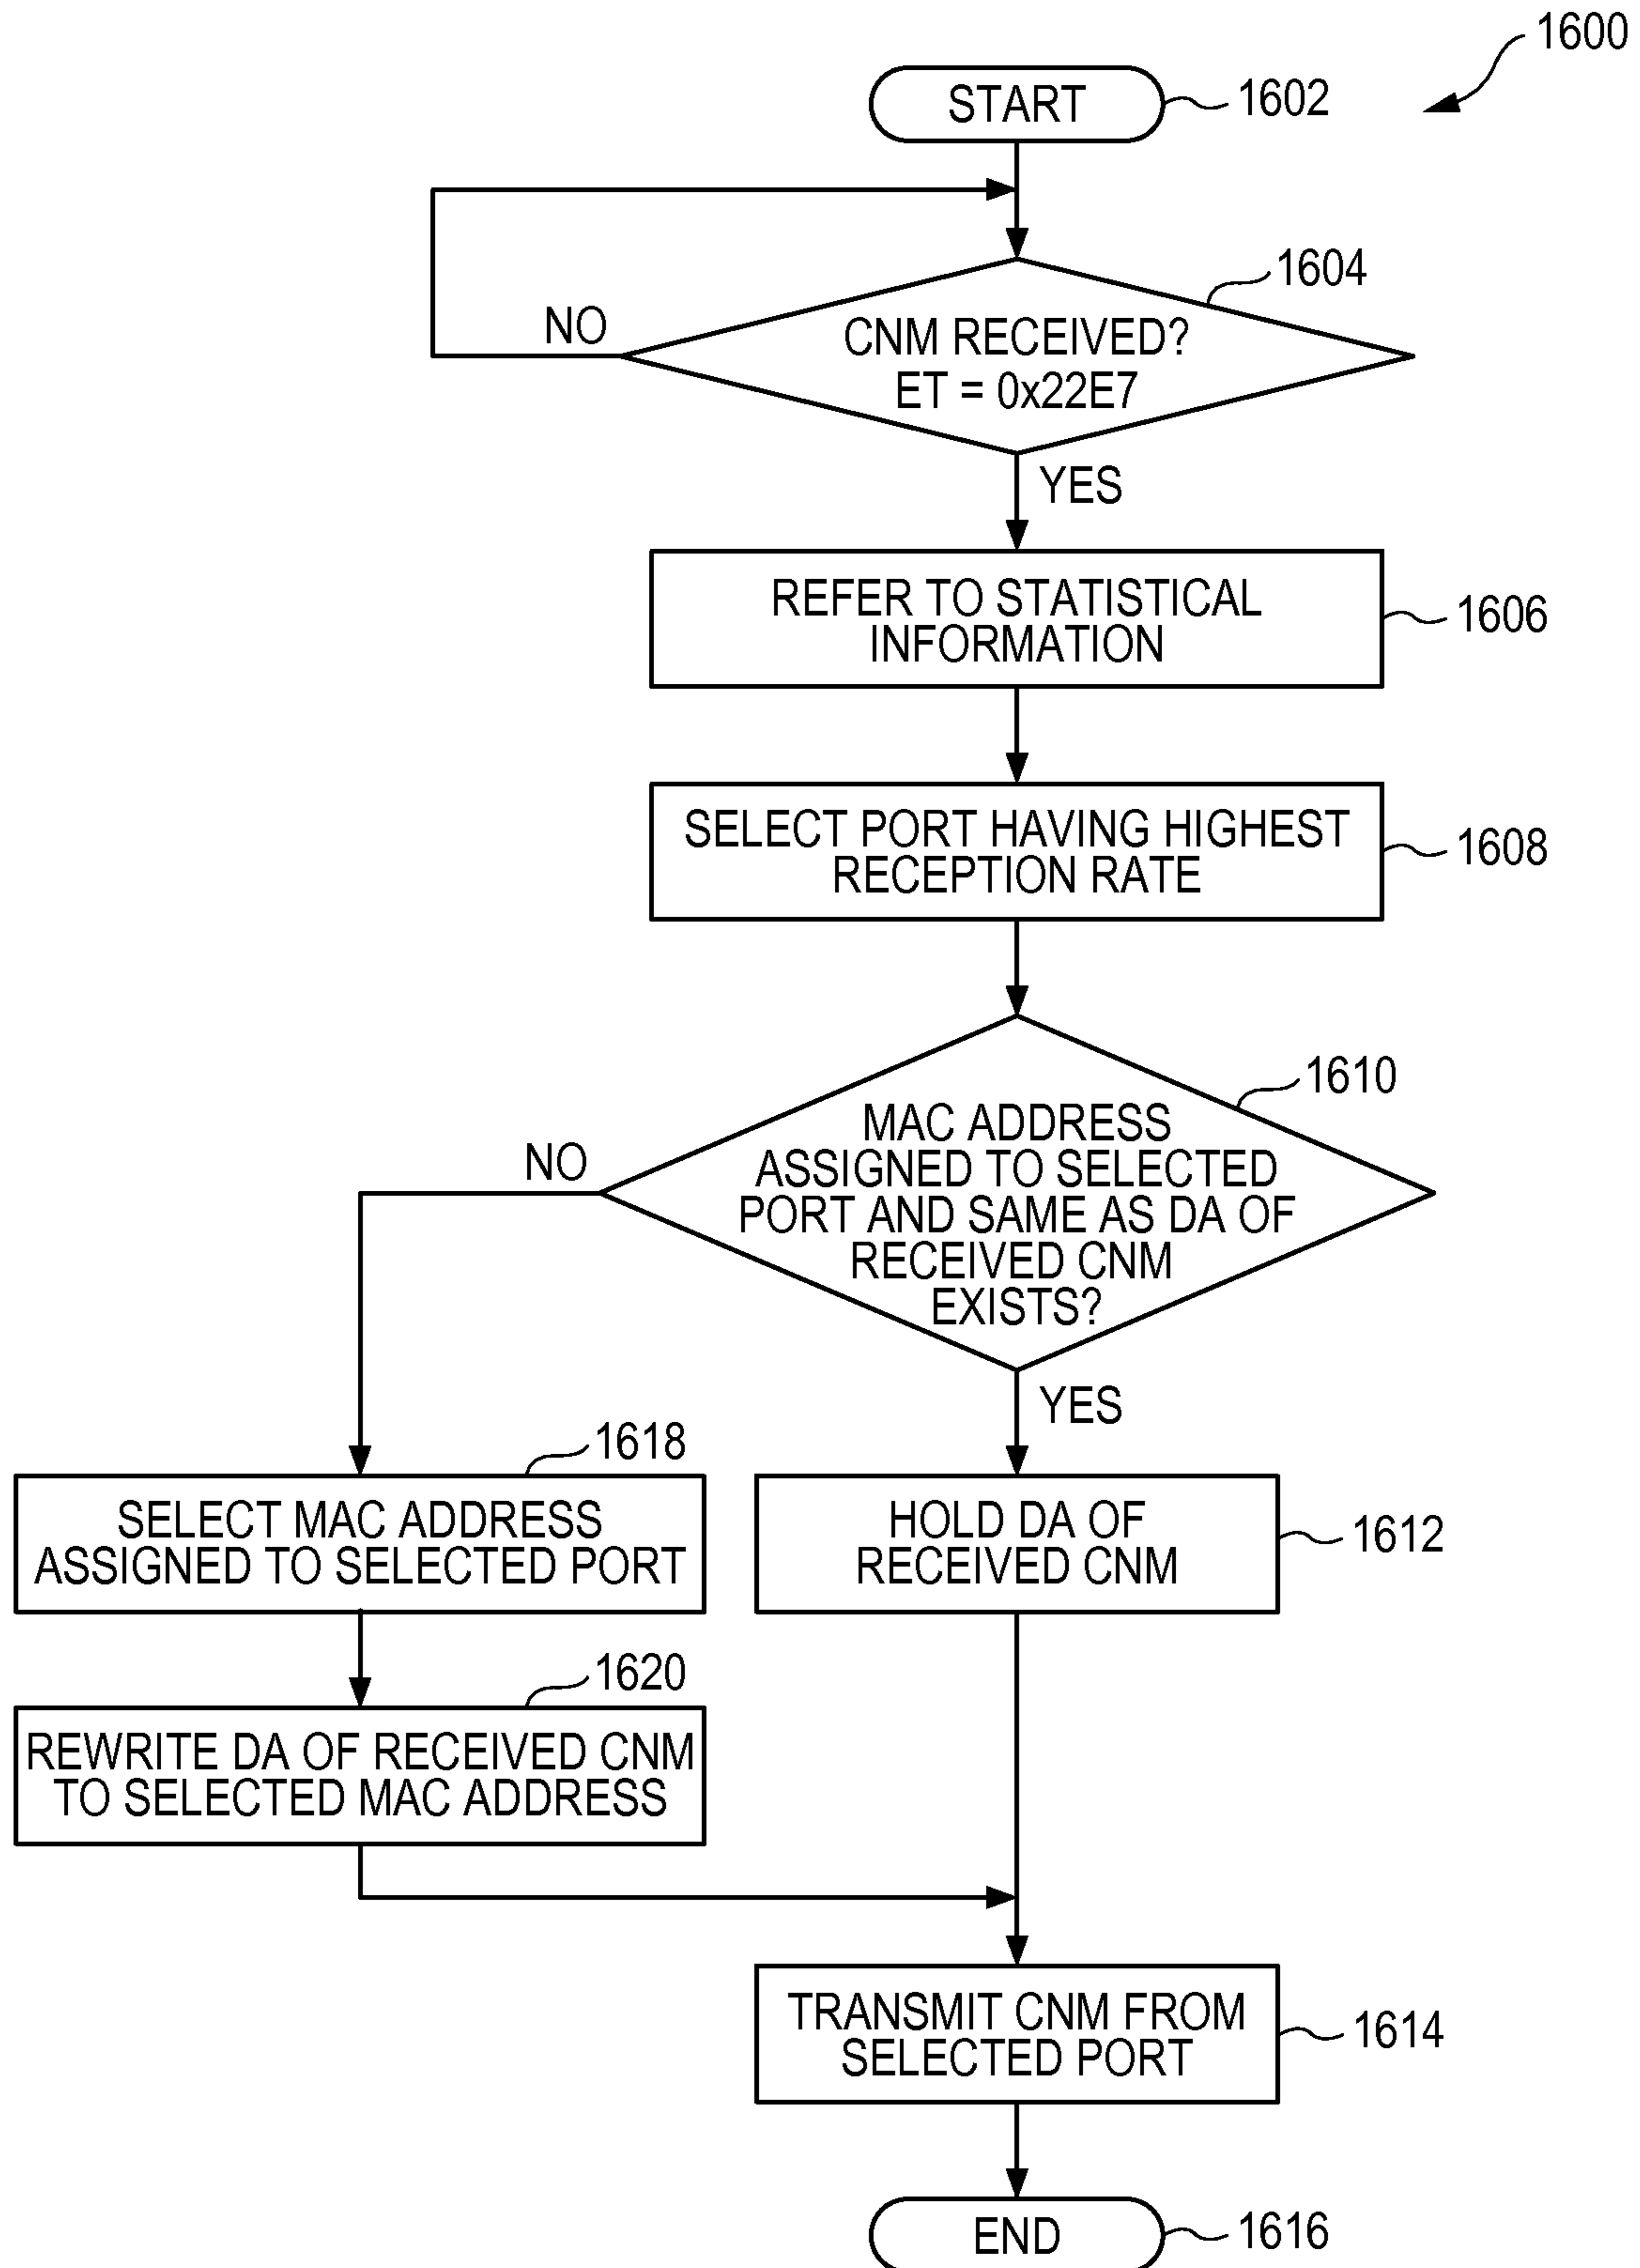 1600
START
1602
1604
NO
CNM RECEIVED?
ET = 0x22E7
YES
REFER TO STATISTICAL
INFORMATION
1606
SELECT PORT HAVING HIGHEST
RECEPTION RATE
1608
1610
NO
MAC ADDRESS
ASSIGNED TO SELECTED
PORT AND SAME AS DA OF
RECEIVED CNM
EXISTS?
YES
1618
SELECT MAC ADDRESS
ASSIGNED TO SELECTED PORT
HOLD DA OF
RECEIVED CNM
1612
1620
REWRITE DA OF RECEIVED CNM
TO SELECTED MAC ADDRESS
TRANSMIT CNM FROM
SELECTED PORT
1614
END
1616